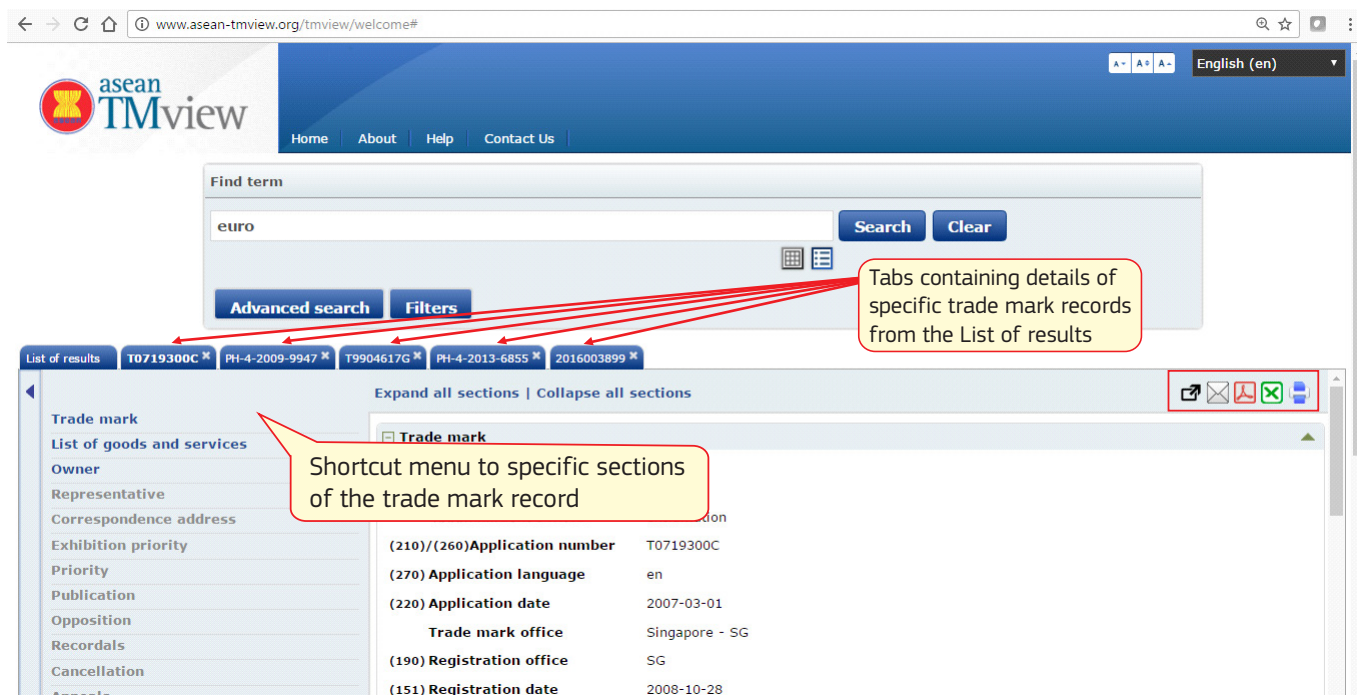 www.asean-tmview.org/tmview/welcome#
asean
TMview
A- A+ A-
English (en)
Home About Help Contact Us
Find term
euro
Search Clear
Advanced search Filters
Tabs containing details of
specific trade mark records
from the List of results
List of results T0719300C PH-4-2009-9947 T9904617G PH-4-2013-6855 2016003899
Expand all sections | Collapse all sections
Trade mark
List of goods and services
Owner
Representative
Correspondence address
Exhibition priority
Priority
Publication
Opposition
Recordals
Cancellation
Trade mark
Shortcut menu to specific sections
of the trade mark record
(210)/(260)Application number T0719300C
(270) Application language en
(220) Application date 2007-03-01
Trade mark office Singapore - SG
(190) Registration office SG
(151) Registration date 2008-10-28